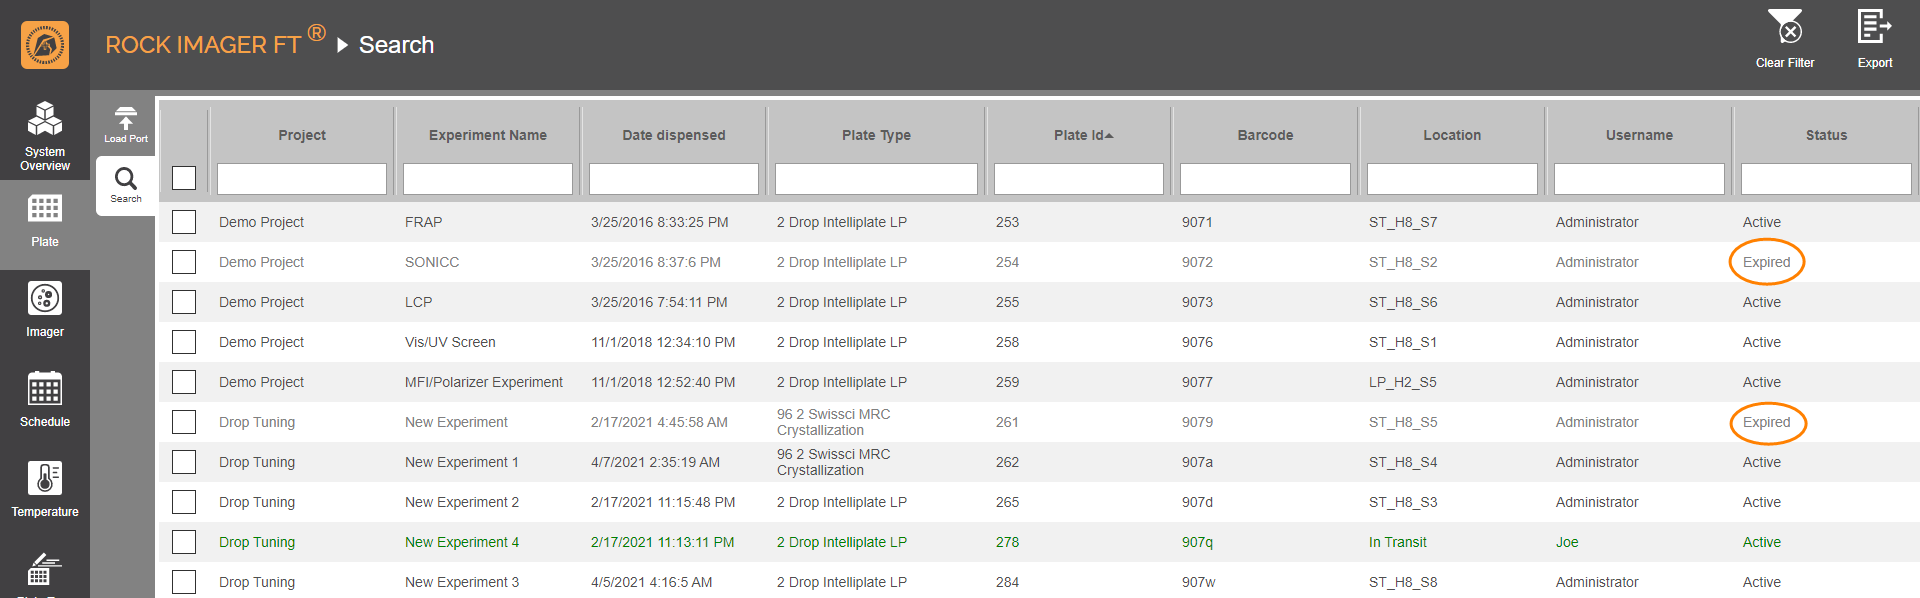 ROCK IMAGER FT ® Search
Clear Filter
Export
System
Overview
Plate
Imager
Schedule
Temperature
Load Port
Search
Project Experiment Name Date dispensed Plate Type Plate Id Barcode Location Username Status
Demo Project FRAP 3/25/2016 8:33:25 PM 2 Drop Intelliplate LP 253 9071 ST_H8_S7 Administrator Active
Demo Project SONICC 3/25/2016 8:37:6 PM 2 Drop Intelliplate LP 254 9072 ST_H8_S2 Administrator Expired
Demo Project LCP 3/25/2016 7:54:11 PM 2 Drop Intelliplate LP 255 9073 ST_H8_S6 Administrator Active
Demo Project Vis/UV Screen 11/1/2018 12:34:10 PM 2 Drop Intelliplate LP 258 9076 ST_H8_S1 Administrator Active
Demo Project MFI/Polarizer Experiment 11/1/2018 12:52:40 PM 2 Drop Intelliplate LP 259 9077 LP_H2_S5 Administrator Active
Drop Tuning New Experiment 2/17/2021 4:45:58 AM 96 2 Swissci MRC
Crystallization 261 9079 ST_H8_S5 Administrator Expired
Drop Tuning New Experiment 1 4/7/2021 2:35:19 AM 96 2 Swissci MRC
Crystallization 262 907a ST_H8_S4 Administrator Active
Drop Tuning New Experiment 2 2/17/2021 11:15:48 PM 2 Drop Intelliplate LP 265 907d ST_H8_S3 Administrator Active
Drop Tuning New Experiment 4 2/17/2021 11:13:11 PM 2 Drop Intelliplate LP 278 907q In Transit Joe Active
Drop Tuning New Experiment 3 4/5/2021 4:16:5 AM 2 Drop Intelliplate LP 284 907w ST_H8_S8 Administrator Active